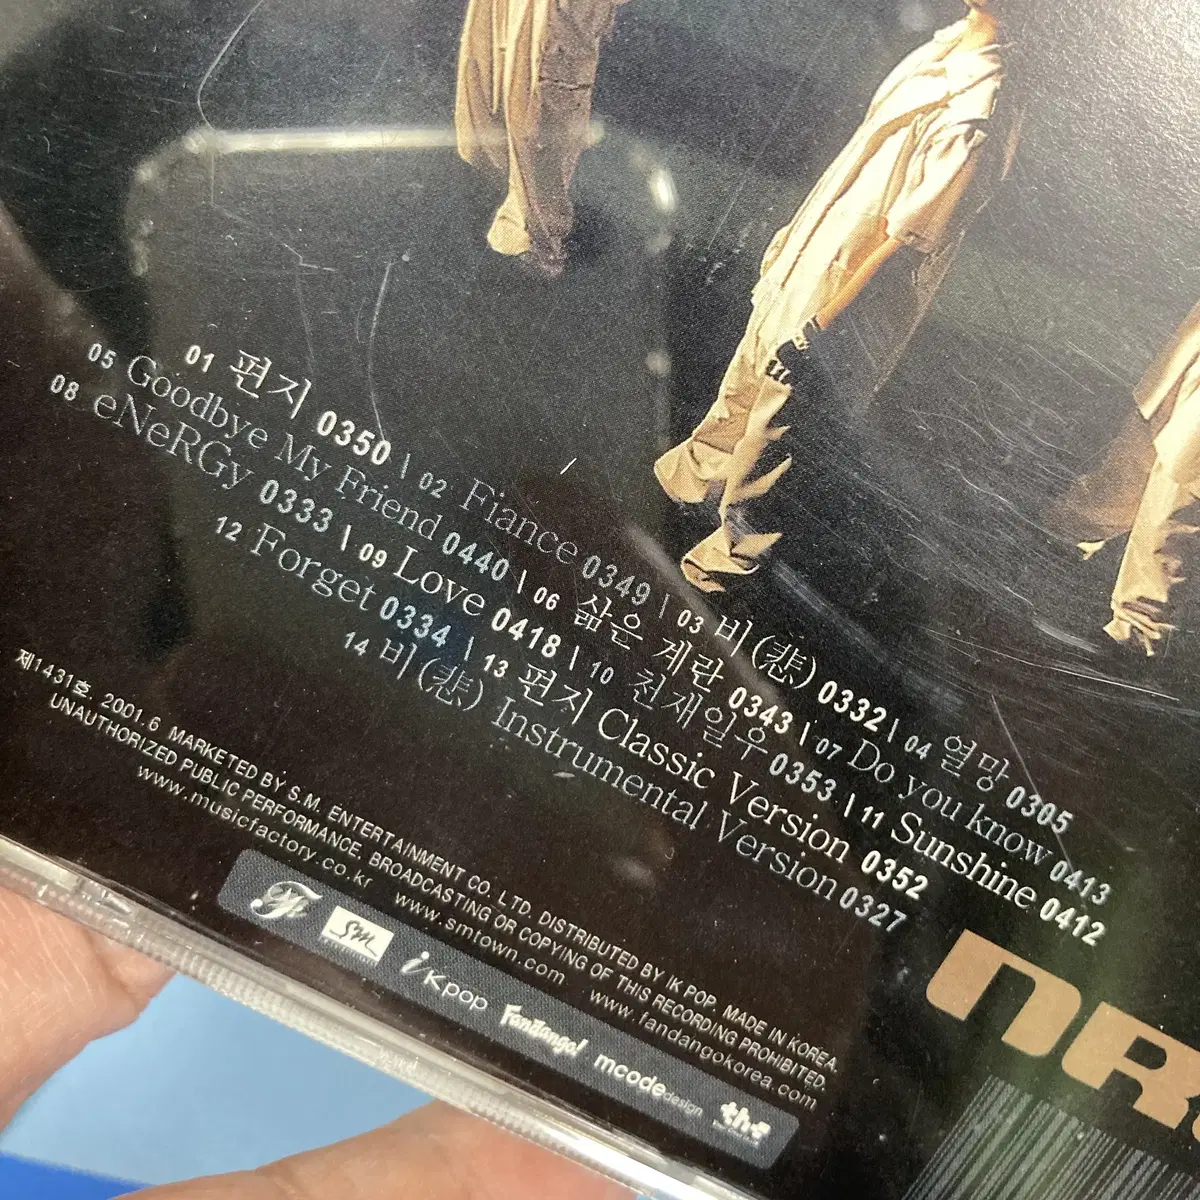 01 편지 0350 \ 02 Fiance 0349 \ 03 비(悲) 0332 \ 04 열망 0305
05 Goodbye My Friend 0440 \ 06 삶은 계란 0343 \ 07 Do you know 0413
08 eNeRGy 0333 \ 09 Love 0418 \ 10 천재일우 0353 \ 11 Sunshine 0412
12 Forget 0334 \ 13 편지 Classic Version 0352
14 비(悲) Instrumental Version 0327
제1431호 2001.6 MARKETED BY S.M. ENTERTAINMENT CO. LTD. DISTRIBUTED BY IK POP. MADE IN KOREA.
UNAUTHORIZED PUBLIC PERFORMANCE, BROADCASTING OR COPYING OF THIS RECORDING PROHIBITED.
www.musicfactory.co.kr www.smtown.com www.fandangokorea.com
SM iKpop Fandango! mcodedesign the